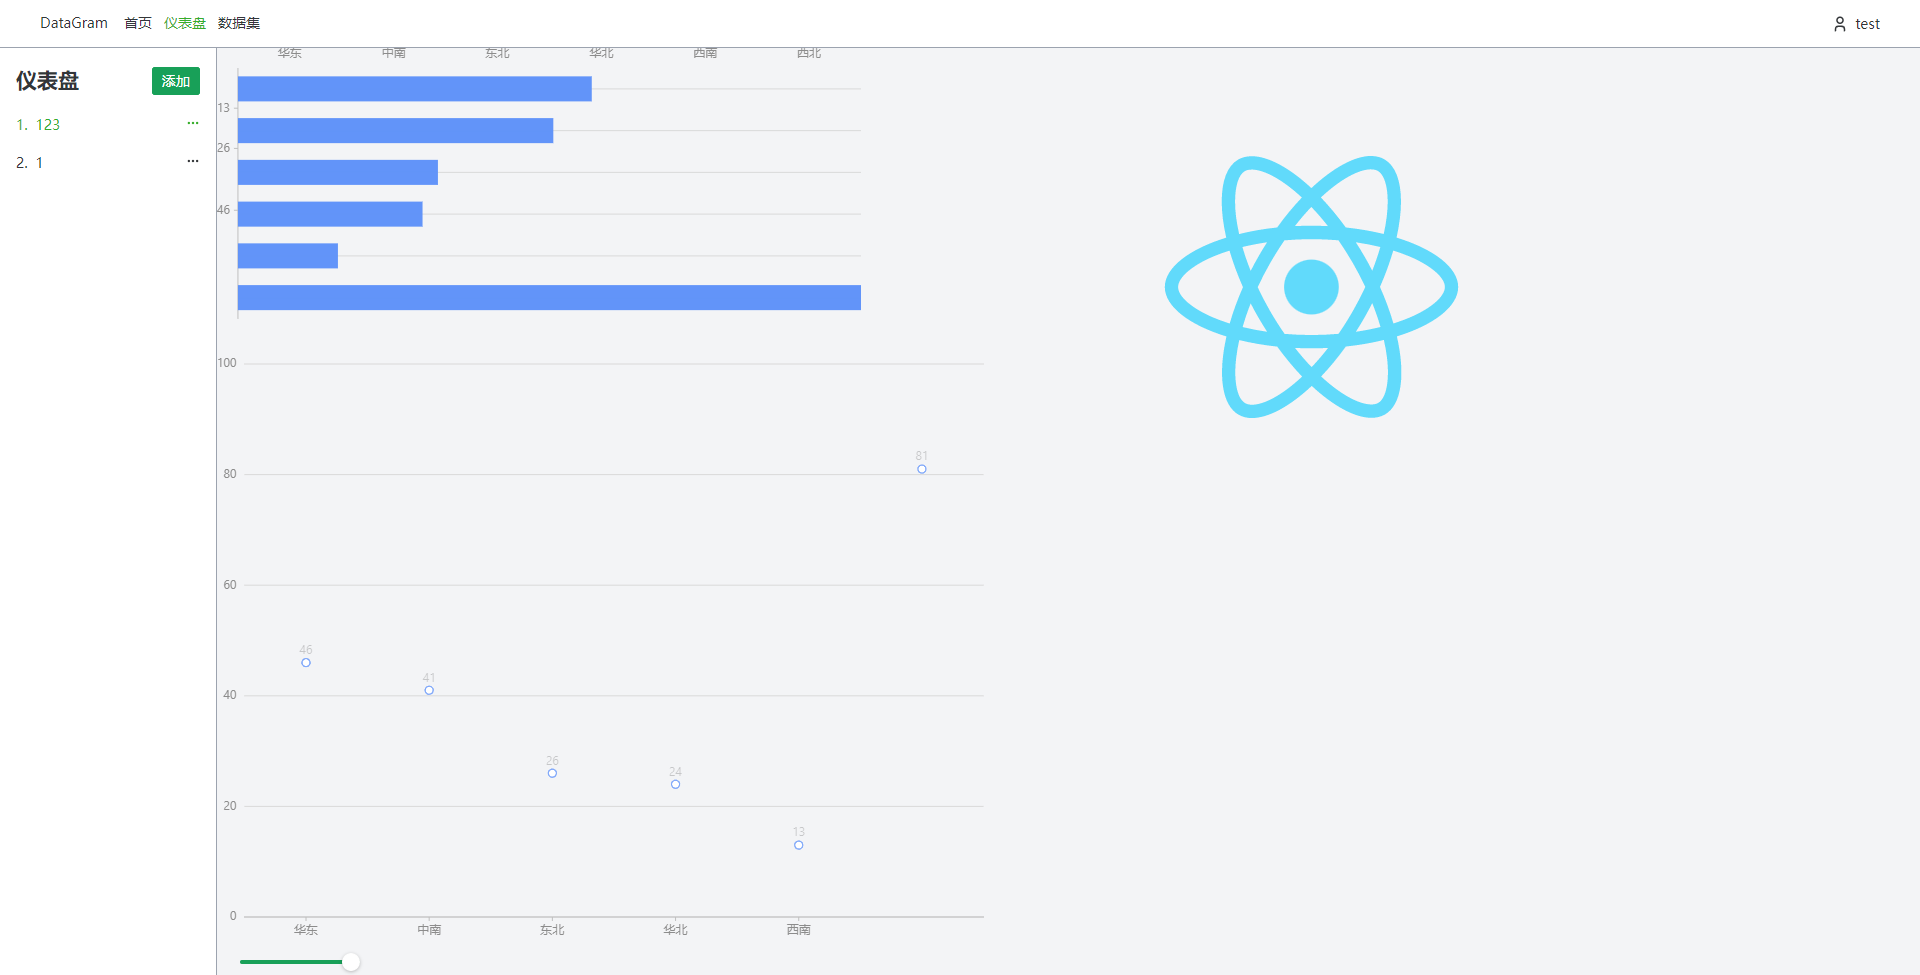 DataGram 首页 仪表盘 数据集 test
仪表盘 添加
1. 123 ···
2. 1 ···
华东 中南 东北 华北 西南 西北
13
26
46
100
81
80
60
46
41
40
26
24
20
13
0
华东 中南 东北 华北 西南